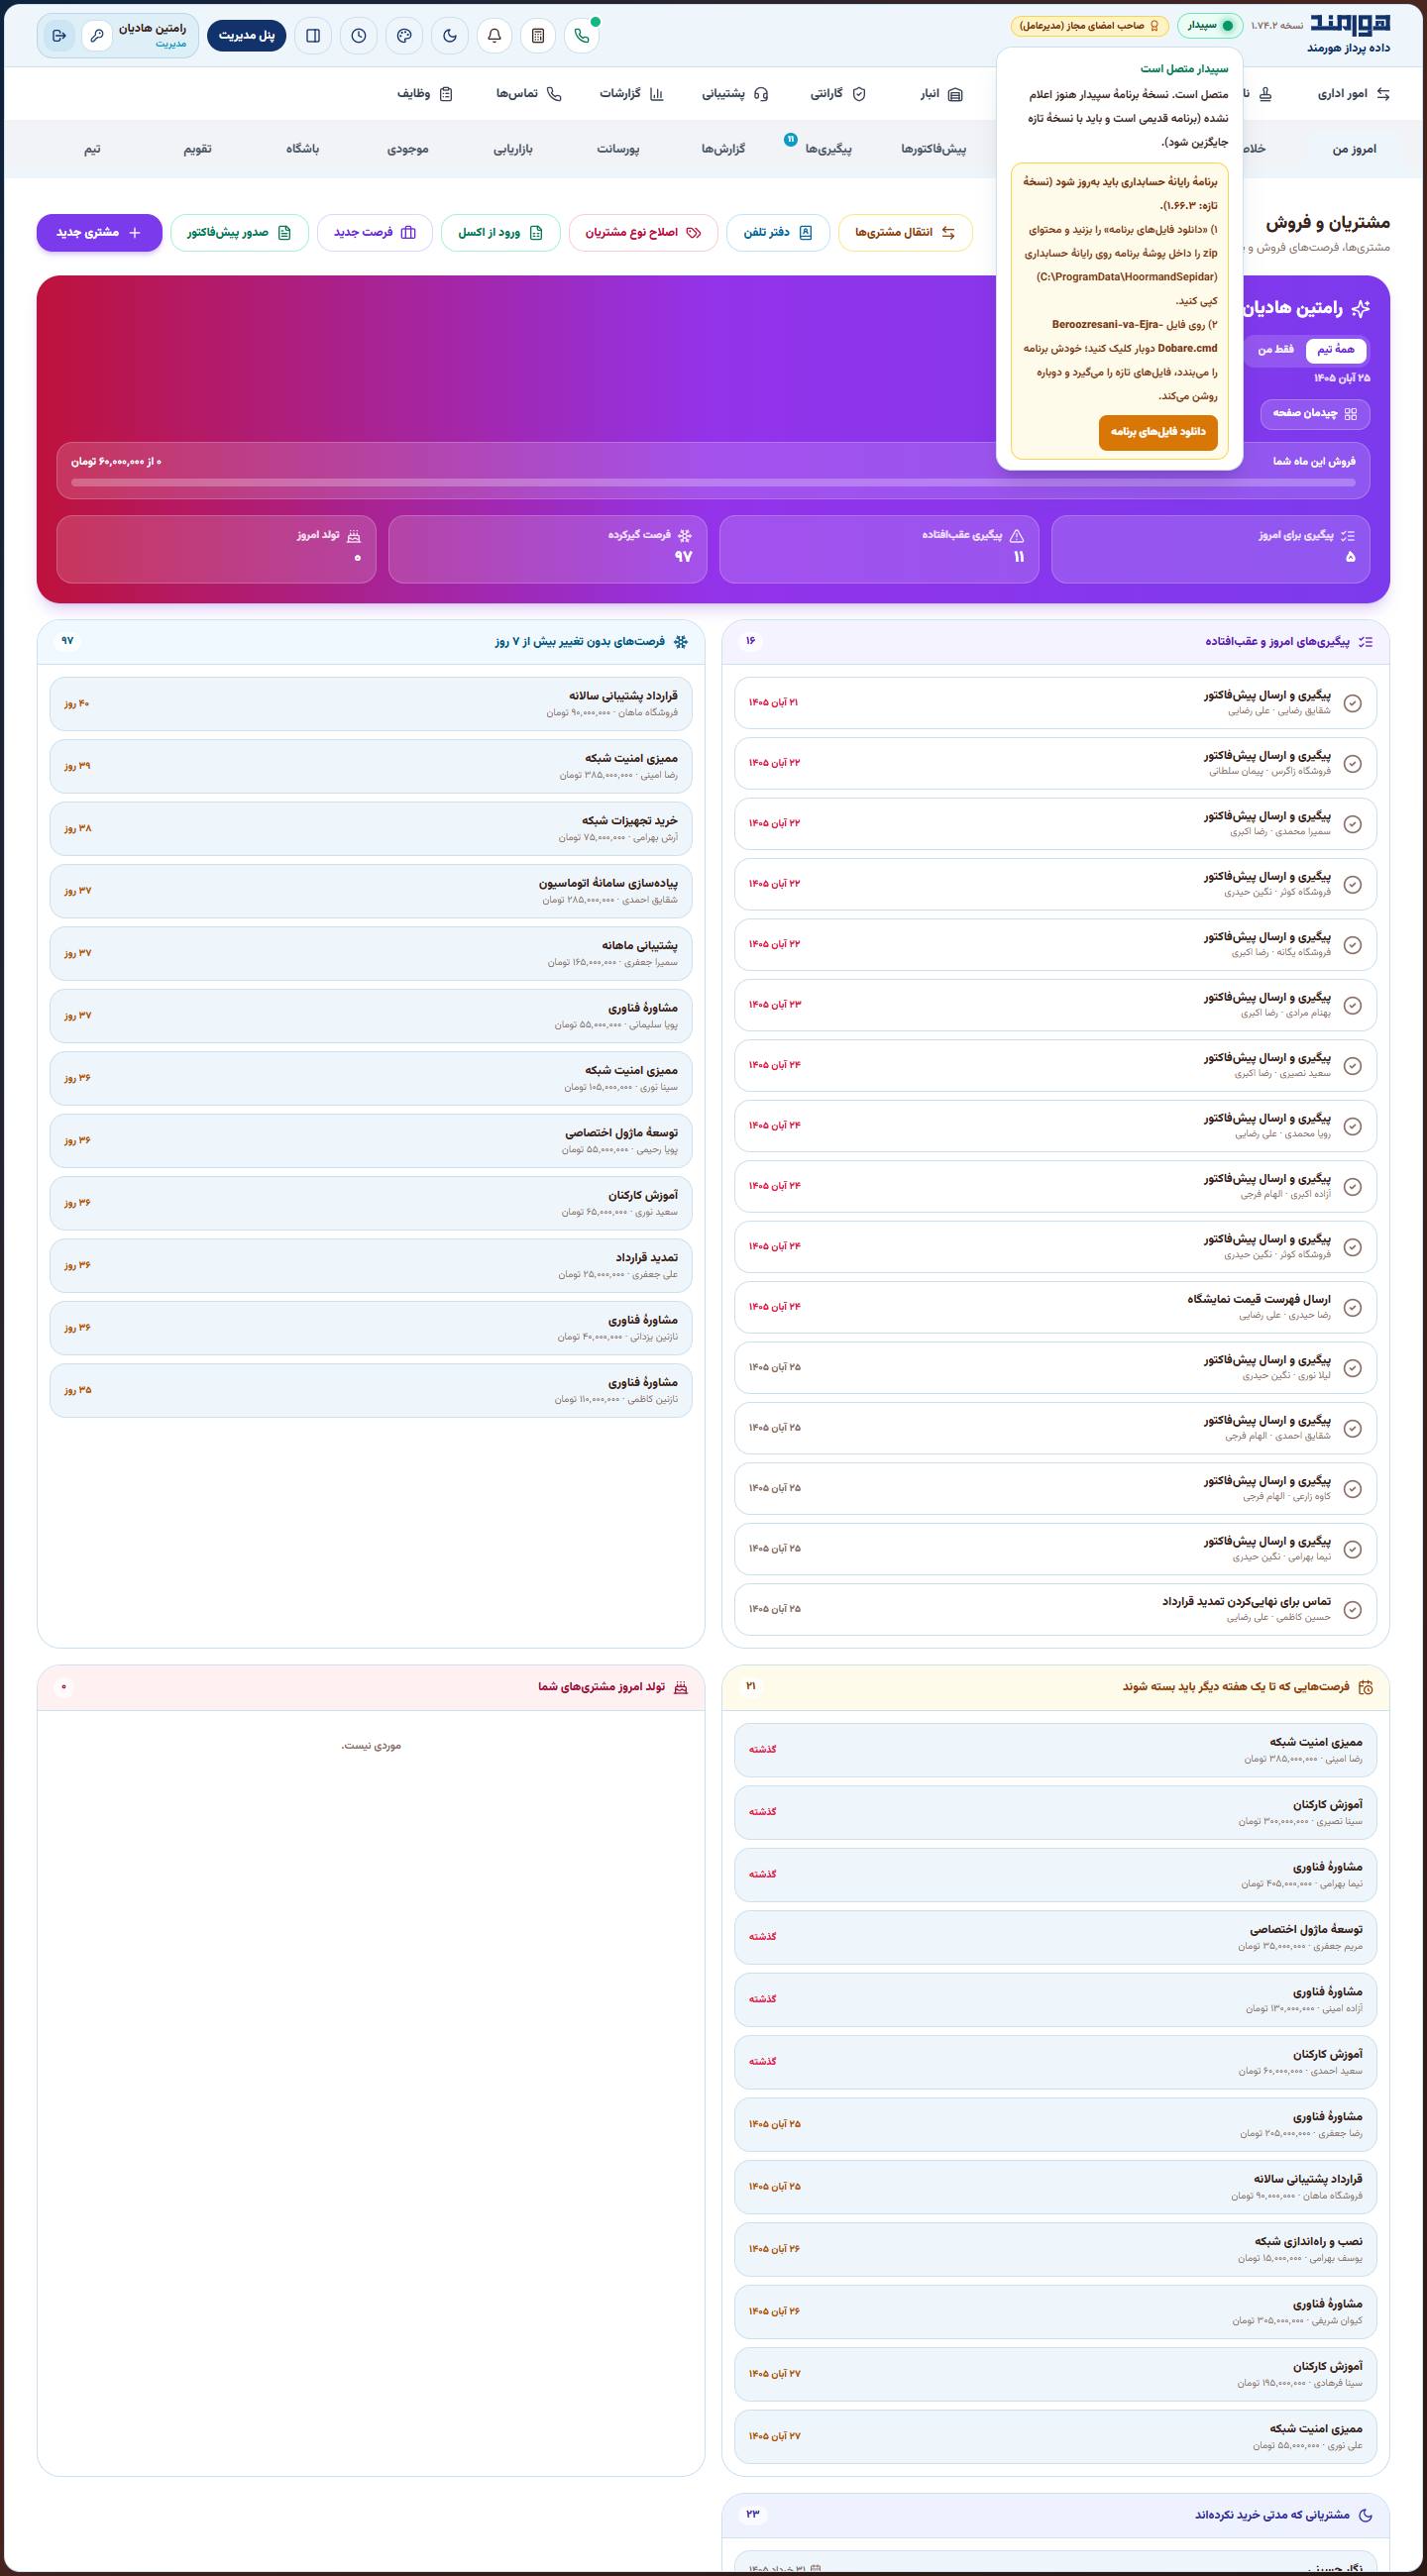 هورمند
داده پرداز هورمند
نسخه ۱.۷۴.۲
سپیدار
صاحب امضای مجاز (مدیرعامل)
پنل مدیریت
رامتین هادیان
مدیریت
امور اداری
انبار
گارانتی
پشتیبانی
گزارشات
تماس‌ها
وظایف
امروز من
پیش‌فاکتورها
پیگیری‌ها
۱۱
گزارش‌ها
پورسانت
بازاریابی
موجودی
باشگاه
تقویم
تیم
سپیدار متصل است
متصل است. نسخهٔ برنامهٔ سپیدار هنوز اعلام
نشده (برنامه قدیمی است و باید با نسخهٔ تازه
جایگزین شود).
برنامهٔ رایانهٔ حسابداری باید به‌روز شود (نسخهٔ
تازه: ۱.۶۶.۳).
۱) «دانلود فایل‌های برنامه» را بزنید و محتوای
zip را داخل پوشهٔ برنامه روی رایانهٔ حسابداری
(C:\ProgramData\HoormandSepidar)
کپی کنید.
۲) روی فایل Beroozresani-va-Ejra-
Dobare.cmd دوبار کلیک کنید؛ خودش برنامه
را می‌بندد، فایل‌های تازه را می‌گیرد و دوباره
روشن می‌کند.
دانلود فایل‌های برنامه
مشتریان و فروش
مشتری‌ها، فرصت‌های فروش و
انتقال مشتری‌ها
دفتر تلفن
اصلاح نوع مشتریان
ورود از اکسل
فرصت جدید
صدور پیش‌فاکتور
مشتری جدید
رامتین هادیان
همهٔ تیم
فقط من
۲۵ آبان ۱۴۰۵
چیدمان صفحه
فروش این ماه شما
۰ از ۶۰,۰۰۰,۰۰۰ تومان
پیگیری برای امروز
۵
پیگیری عقب‌افتاده
۱۱
فرصت گیرکرده
۹۷
تولد امروز
۰
پیگیری‌های امروز و عقب‌افتاده
۱۶
پیگیری و ارسال پیش‌فاکتور
شقایق رضایی · علی رضایی
۲۱ آبان ۱۴۰۵
پیگیری و ارسال پیش‌فاکتور
فروشگاه زاگرس · پیمان سلطانی
۲۲ آبان ۱۴۰۵
پیگیری و ارسال پیش‌فاکتور
سمیرا محمدی · رضا اکبری
۲۲ آبان ۱۴۰۵
پیگیری و ارسال پیش‌فاکتور
فروشگاه کوثر · نگین حیدری
۲۲ آبان ۱۴۰۵
پیگیری و ارسال پیش‌فاکتور
فروشگاه یگانه · رضا اکبری
۲۲ آبان ۱۴۰۵
پیگیری و ارسال پیش‌فاکتور
بهنام مرادی · رضا اکبری
۲۳ آبان ۱۴۰۵
پیگیری و ارسال پیش‌فاکتور
سعید نصیری · رضا اکبری
۲۴ آبان ۱۴۰۵
پیگیری و ارسال پیش‌فاکتور
رویا محمدی · علی رضایی
۲۴ آبان ۱۴۰۵
پیگیری و ارسال پیش‌فاکتور
آزاده اکبری · الهام فرجی
۲۴ آبان ۱۴۰۵
پیگیری و ارسال پیش‌فاکتور
فروشگاه کوثر · نگین حیدری
۲۴ آبان ۱۴۰۵
ارسال فهرست قیمت نمایشگاه
رضا حیدری · علی رضایی
۲۴ آبان ۱۴۰۵
پیگیری و ارسال پیش‌فاکتور
لیلا نوری · نگین حیدری
۲۵ آبان ۱۴۰۵
پیگیری و ارسال پیش‌فاکتور
شقایق احمدی · الهام فرجی
۲۵ آبان ۱۴۰۵
پیگیری و ارسال پیش‌فاکتور
کاوه زارعی · الهام فرجی
۲۵ آبان ۱۴۰۵
پیگیری و ارسال پیش‌فاکتور
نیما بهرامی · نگین حیدری
۲۵ آبان ۱۴۰۵
تماس برای نهایی‌کردن تمدید قرارداد
حسین کاظمی · علی رضایی
۲۵ آبان ۱۴۰۵
فرصت‌های بدون تغییر بیش از ۷ روز
۹۷
قرارداد پشتیبانی سالانه
فروشگاه ماهان · ۹۰,۰۰۰,۰۰۰ تومان
۴۰ روز
ممیزی امنیت شبکه
رضا امینی · ۳۸۵,۰۰۰,۰۰۰ تومان
۳۹ روز
خرید تجهیزات شبکه
آرش بهرامی · ۷۵,۰۰۰,۰۰۰ تومان
۳۸ روز
پیاده‌سازی سامانهٔ اتوماسیون
شقایق احمدی · ۲۸۵,۰۰۰,۰۰۰ تومان
۳۷ روز
پشتیبانی ماهانه
سمیرا جعفری · ۱۶۵,۰۰۰,۰۰۰ تومان
۳۷ روز
مشاورهٔ فناوری
پویا سلیمانی · ۵۵,۰۰۰,۰۰۰ تومان
۳۷ روز
ممیزی امنیت شبکه
سینا نوری · ۱۰۵,۰۰۰,۰۰۰ تومان
۳۶ روز
توسعهٔ ماژول اختصاصی
پویا رحیمی · ۵۵,۰۰۰,۰۰۰ تومان
۳۶ روز
آموزش کارکنان
سعید نوری · ۶۵,۰۰۰,۰۰۰ تومان
۳۶ روز
تمدید قرارداد
علی جعفری · ۲۵,۰۰۰,۰۰۰ تومان
۳۶ روز
مشاورهٔ فناوری
نازنین یزدانی · ۴۰,۰۰۰,۰۰۰ تومان
۳۶ روز
مشاورهٔ فناوری
نازنین کاظمی · ۱۱۰,۰۰۰,۰۰۰ تومان
۳۵ روز
فرصت‌هایی که تا یک هفته دیگر باید بسته شوند
۲۱
ممیزی امنیت شبکه
رضا امینی · ۳۸۵,۰۰۰,۰۰۰ تومان
گذشته
آموزش کارکنان
سینا نصیری · ۳۰۰,۰۰۰,۰۰۰ تومان
گذشته
مشاورهٔ فناوری
نیما بهرامی · ۴۰۵,۰۰۰,۰۰۰ تومان
گذشته
توسعهٔ ماژول اختصاصی
مریم جعفری · ۳۵,۰۰۰,۰۰۰ تومان
گذشته
مشاورهٔ فناوری
آزاده امینی · ۱۳۰,۰۰۰,۰۰۰ تومان
گذشته
آموزش کارکنان
سعید احمدی · ۶۰,۰۰۰,۰۰۰ تومان
گذشته
مشاورهٔ فناوری
رضا جعفری · ۲۰۵,۰۰۰,۰۰۰ تومان
۲۵ آبان ۱۴۰۵
قرارداد پشتیبانی سالانه
فروشگاه ماهان · ۹۰,۰۰۰,۰۰۰ تومان
۲۵ آبان ۱۴۰۵
نصب و راه‌اندازی شبکه
یوسف بهرامی · ۱۵,۰۰۰,۰۰۰ تومان
۲۶ آبان ۱۴۰۵
مشاورهٔ فناوری
کیوان شریفی · ۳۰۵,۰۰۰,۰۰۰ تومان
۲۶ آبان ۱۴۰۵
آموزش کارکنان
سینا فرهادی · ۱۹۵,۰۰۰,۰۰۰ تومان
۲۷ آبان ۱۴۰۵
ممیزی امنیت شبکه
علی نوری · ۵۵,۰۰۰,۰۰۰ تومان
۲۷ آبان ۱۴۰۵
تولد امروز مشتری‌های شما
۰
موردی نیست.
مشتریانی که مدتی خرید نکرده‌اند
۲۳
نگار حسینی
۳۱ خرداد ۱۴۰۵